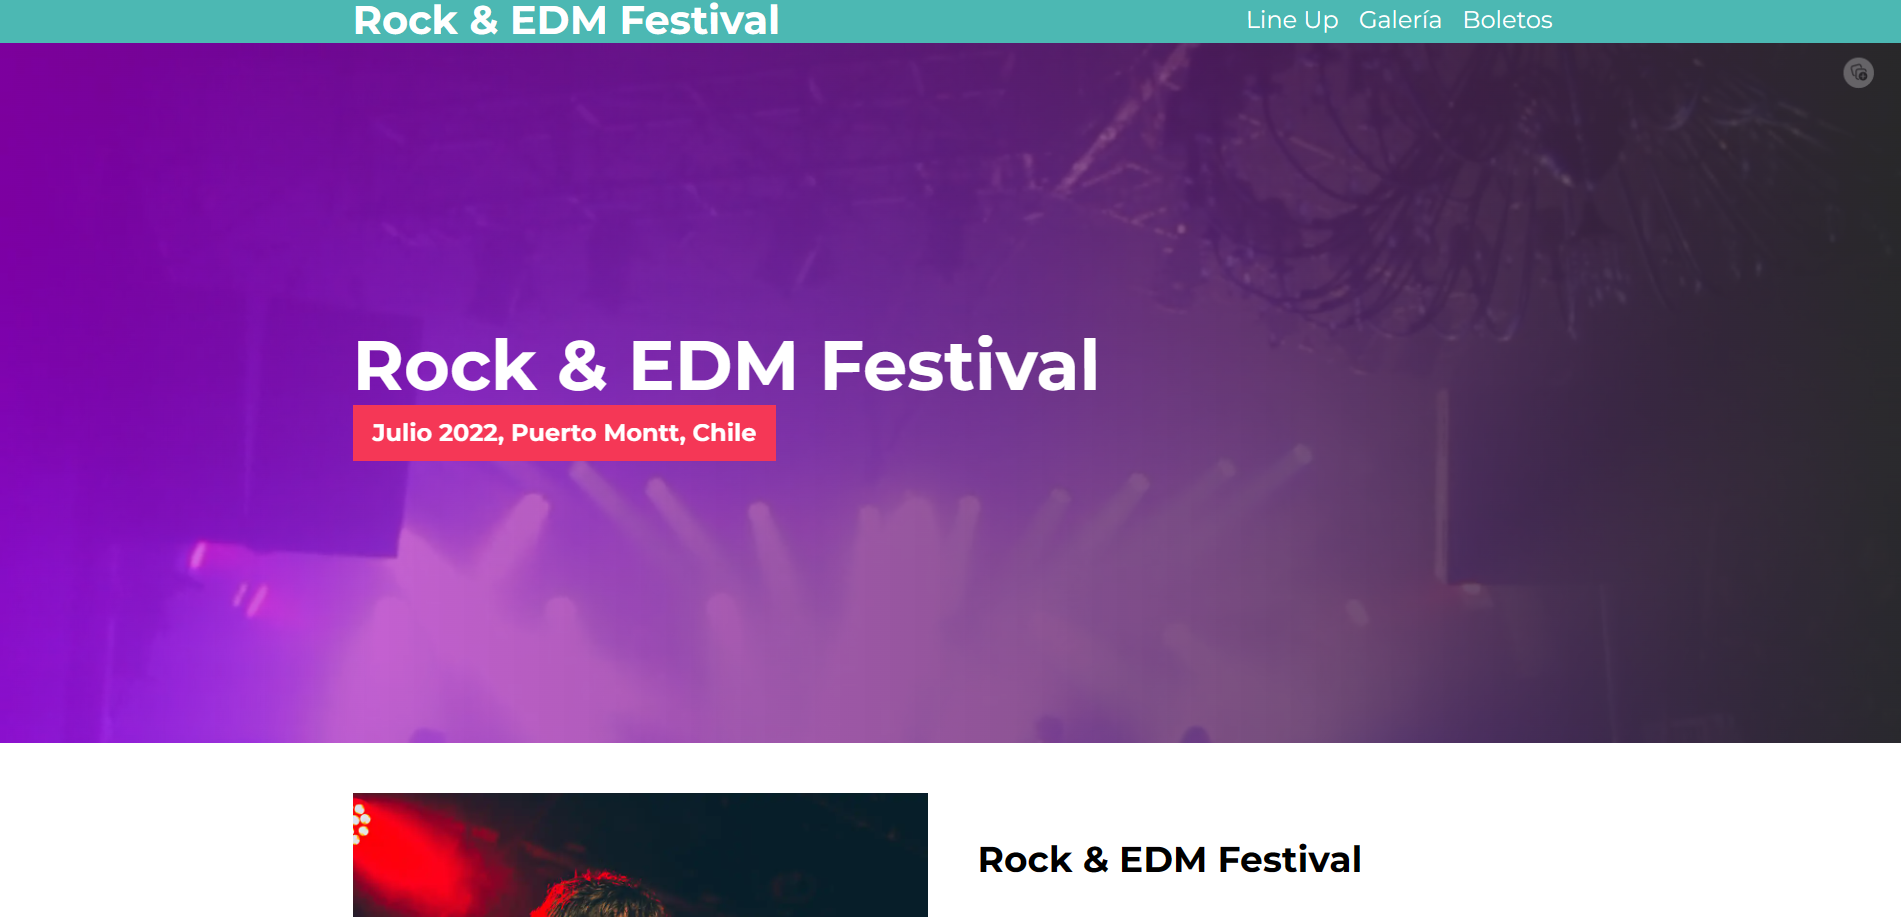 Rock & EDM Festival
Line Up Galería Boletos
Rock & EDM Festival
Julio 2022, Puerto Montt, Chile
Rock & EDM Festival